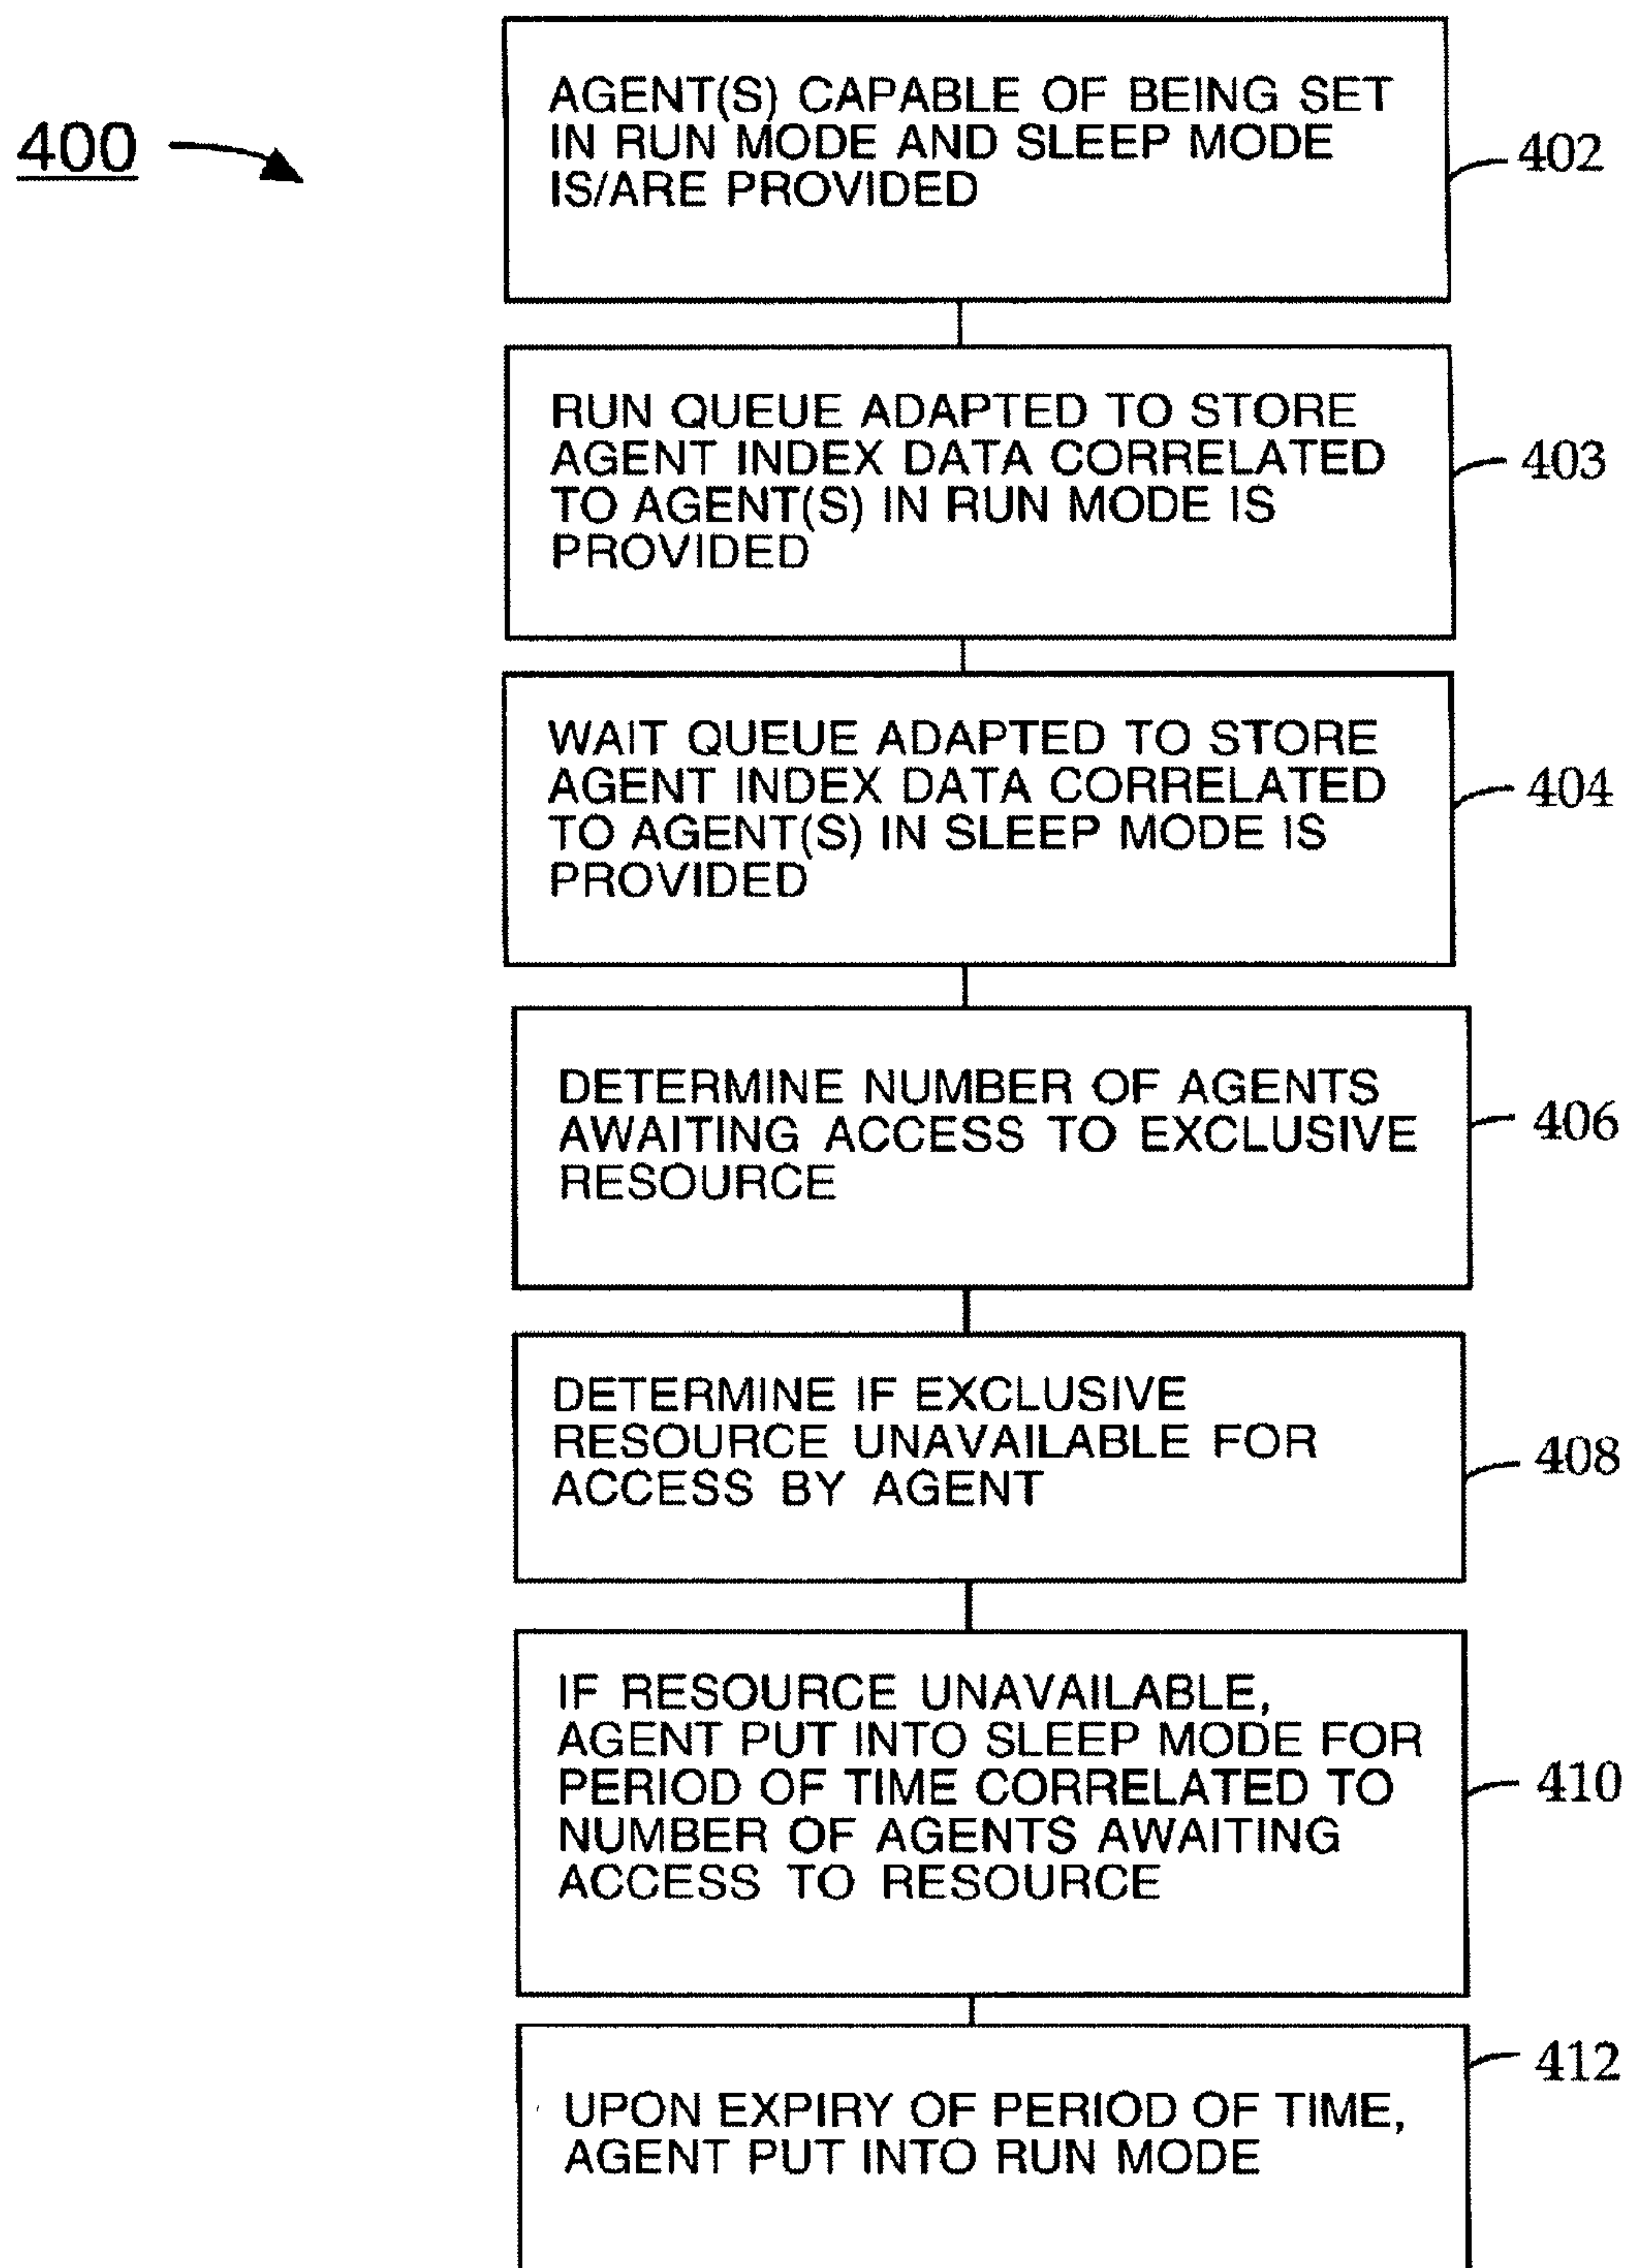 400
AGENT(S) CAPABLE OF BEING SET
IN RUN MODE AND SLEEP MODE
IS/ARE PROVIDED
402
RUN QUEUE ADAPTED TO STORE
AGENT INDEX DATA CORRELATED
TO AGENT(S) IN RUN MODE IS
PROVIDED
403
WAIT QUEUE ADAPTED TO STORE
AGENT INDEX DATA CORRELATED
TO AGENT(S) IN SLEEP MODE IS
PROVIDED
404
DETERMINE NUMBER OF AGENTS
AWAITING ACCESS TO EXCLUSIVE
RESOURCE
406
DETERMINE IF EXCLUSIVE
RESOURCE UNAVAILABLE FOR
ACCESS BY AGENT
408
IF RESOURCE UNAVAILABLE,
AGENT PUT INTO SLEEP MODE FOR
PERIOD OF TIME CORRELATED TO
NUMBER OF AGENTS AWAITING
ACCESS TO RESOURCE
410
412
UPON EXPIRY OF PERIOD OF TIME,
AGENT PUT INTO RUN MODE